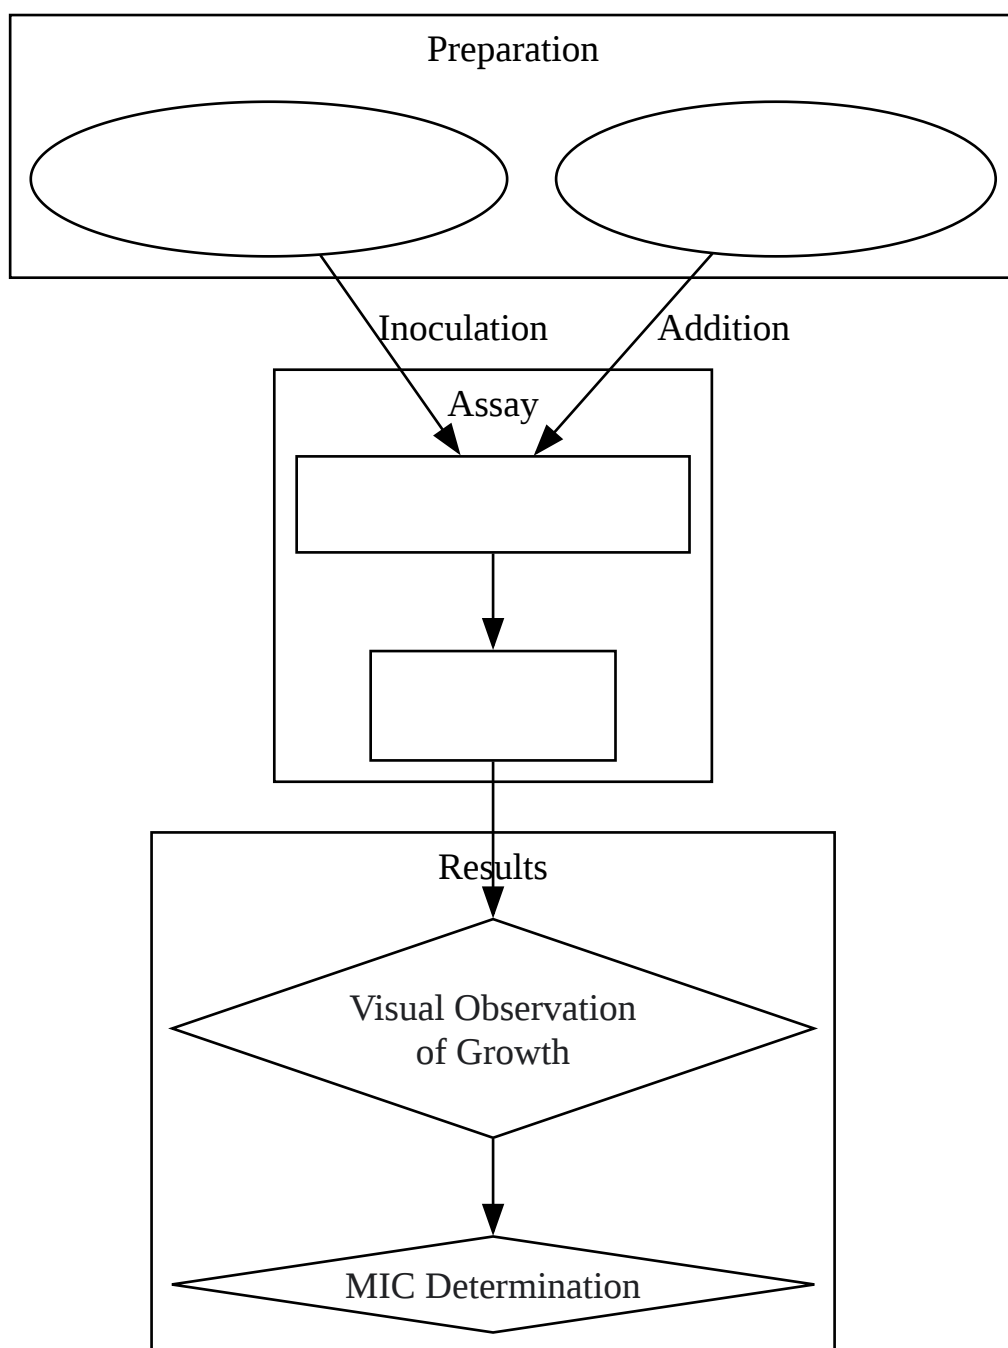 Preparation
Inoculation
Addition
Assay
Results
Visual Observation
of Growth
MIC Determination